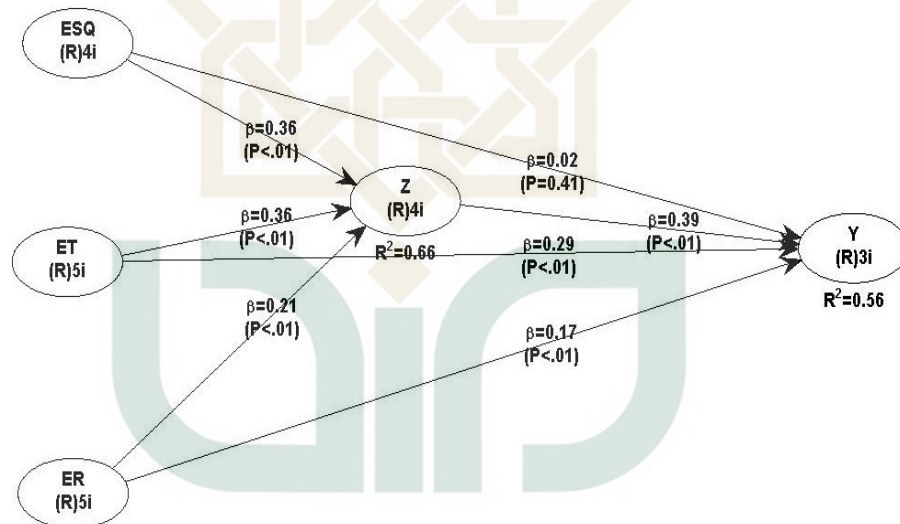 ESQ
(R)4i
β=0.36
(P<.01)
β=0.02
(P=0.41)
Z
(R)4i
R²=0.66
ET
(R)5i
β=0.36
(P<.01)
β=0.39
(P<.01)
β=0.29
(P<.01)
Y
(R)3i
R²=0.56
β=0.21
(P<.01)
β=0.17
(P<.01)
ER
(R)5i